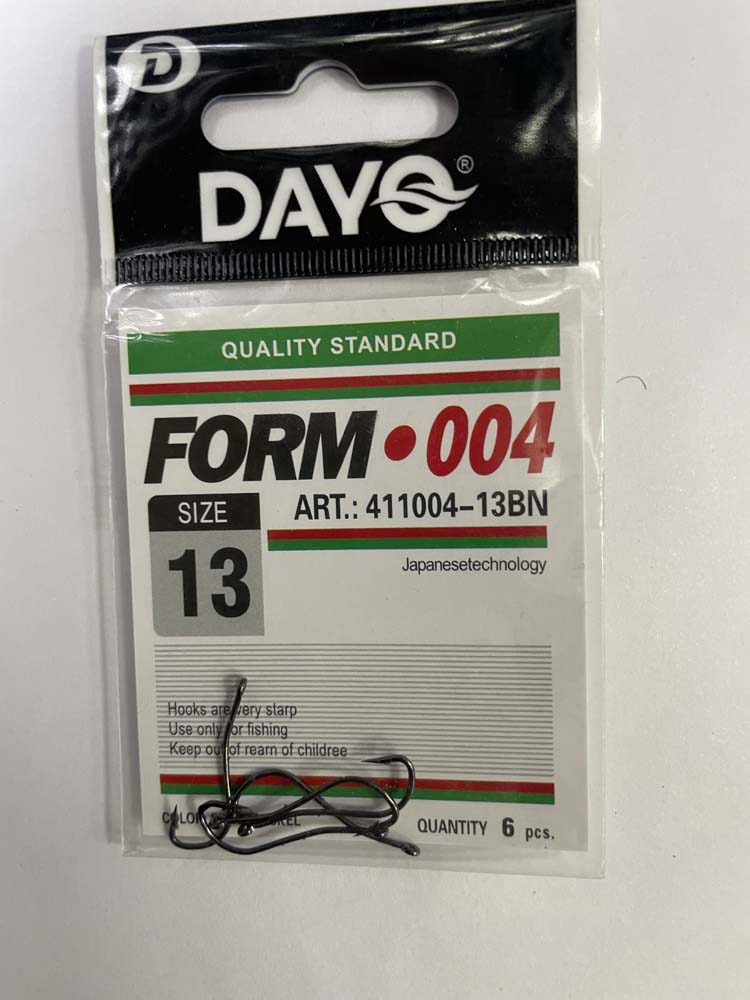 D
DAYO®
QUALITY STANDARD
FORM•004
SIZE
13
ART.: 411004-13BN
Japanesetechnology
Hooks are very starp
Use only for fishing
Keep out of rearn of childree
QUANTITY 6 pcs.